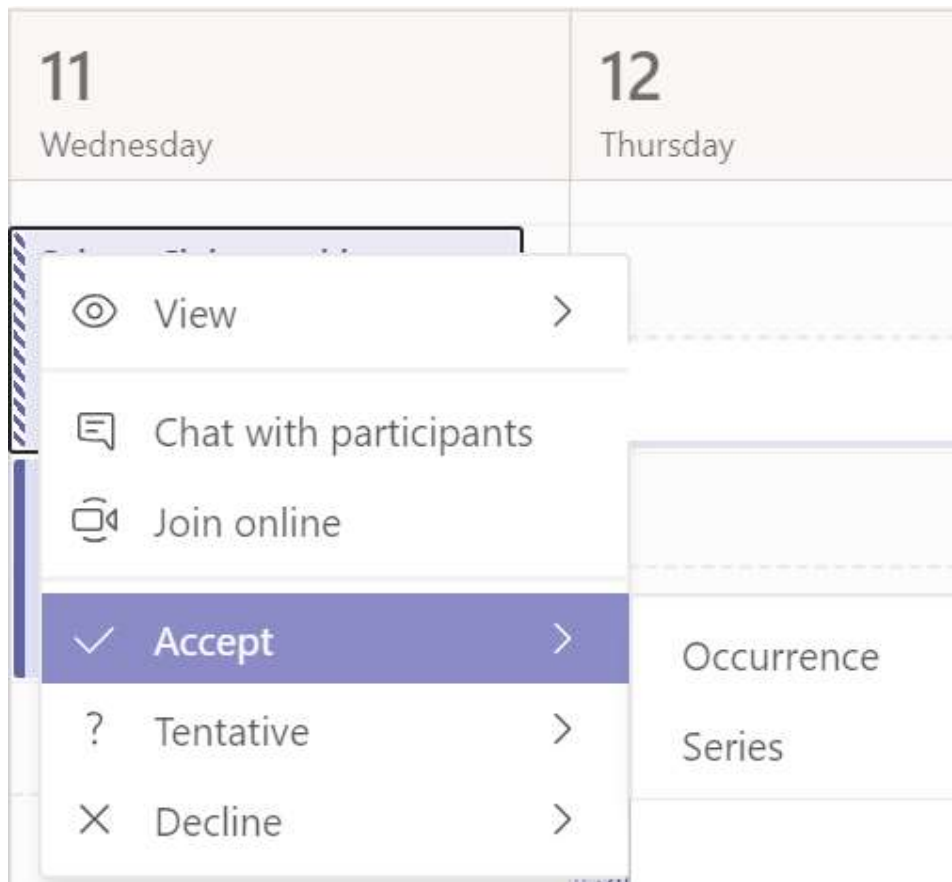 11
Wednesday
12
Thursday
View
Chat with participants
Join online
Accept
Occurrence
Series
Tentative
Decline